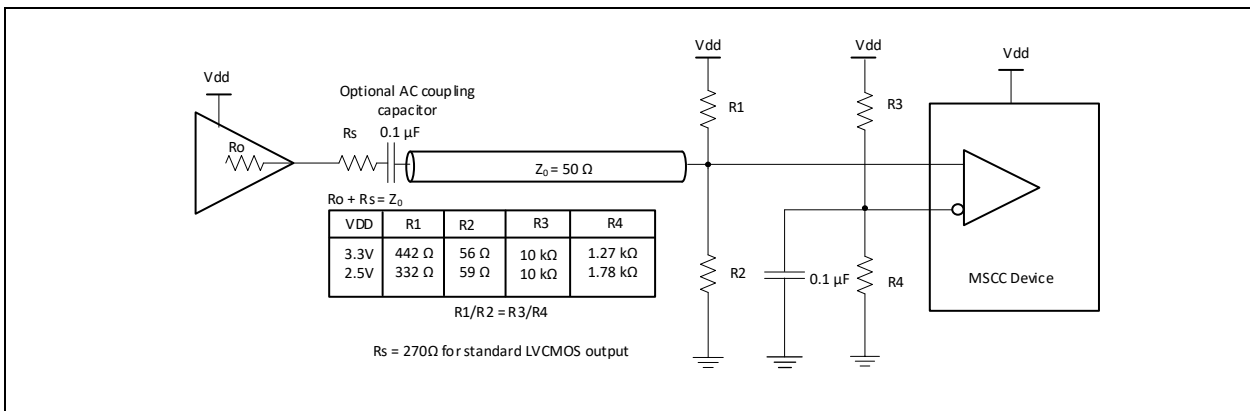 Vdd
Vdd
Vdd
Vdd
Optional AC coupling
capacitor
R1
R3
Ro
Rs
0.1 µF
Z₀ = 50 Ω
Ro + Rs = Z₀
VDD R1 R2 R3 R4
3.3V 442 Ω 56 Ω 10 kΩ 1.27 kΩ
2.5V 332 Ω 59 Ω 10 kΩ 1.78 kΩ
R2
0.1 µF
R4
MSCC Device
R1/R2 = R3/R4
Rs = 270Ω for standard LVCMOS output